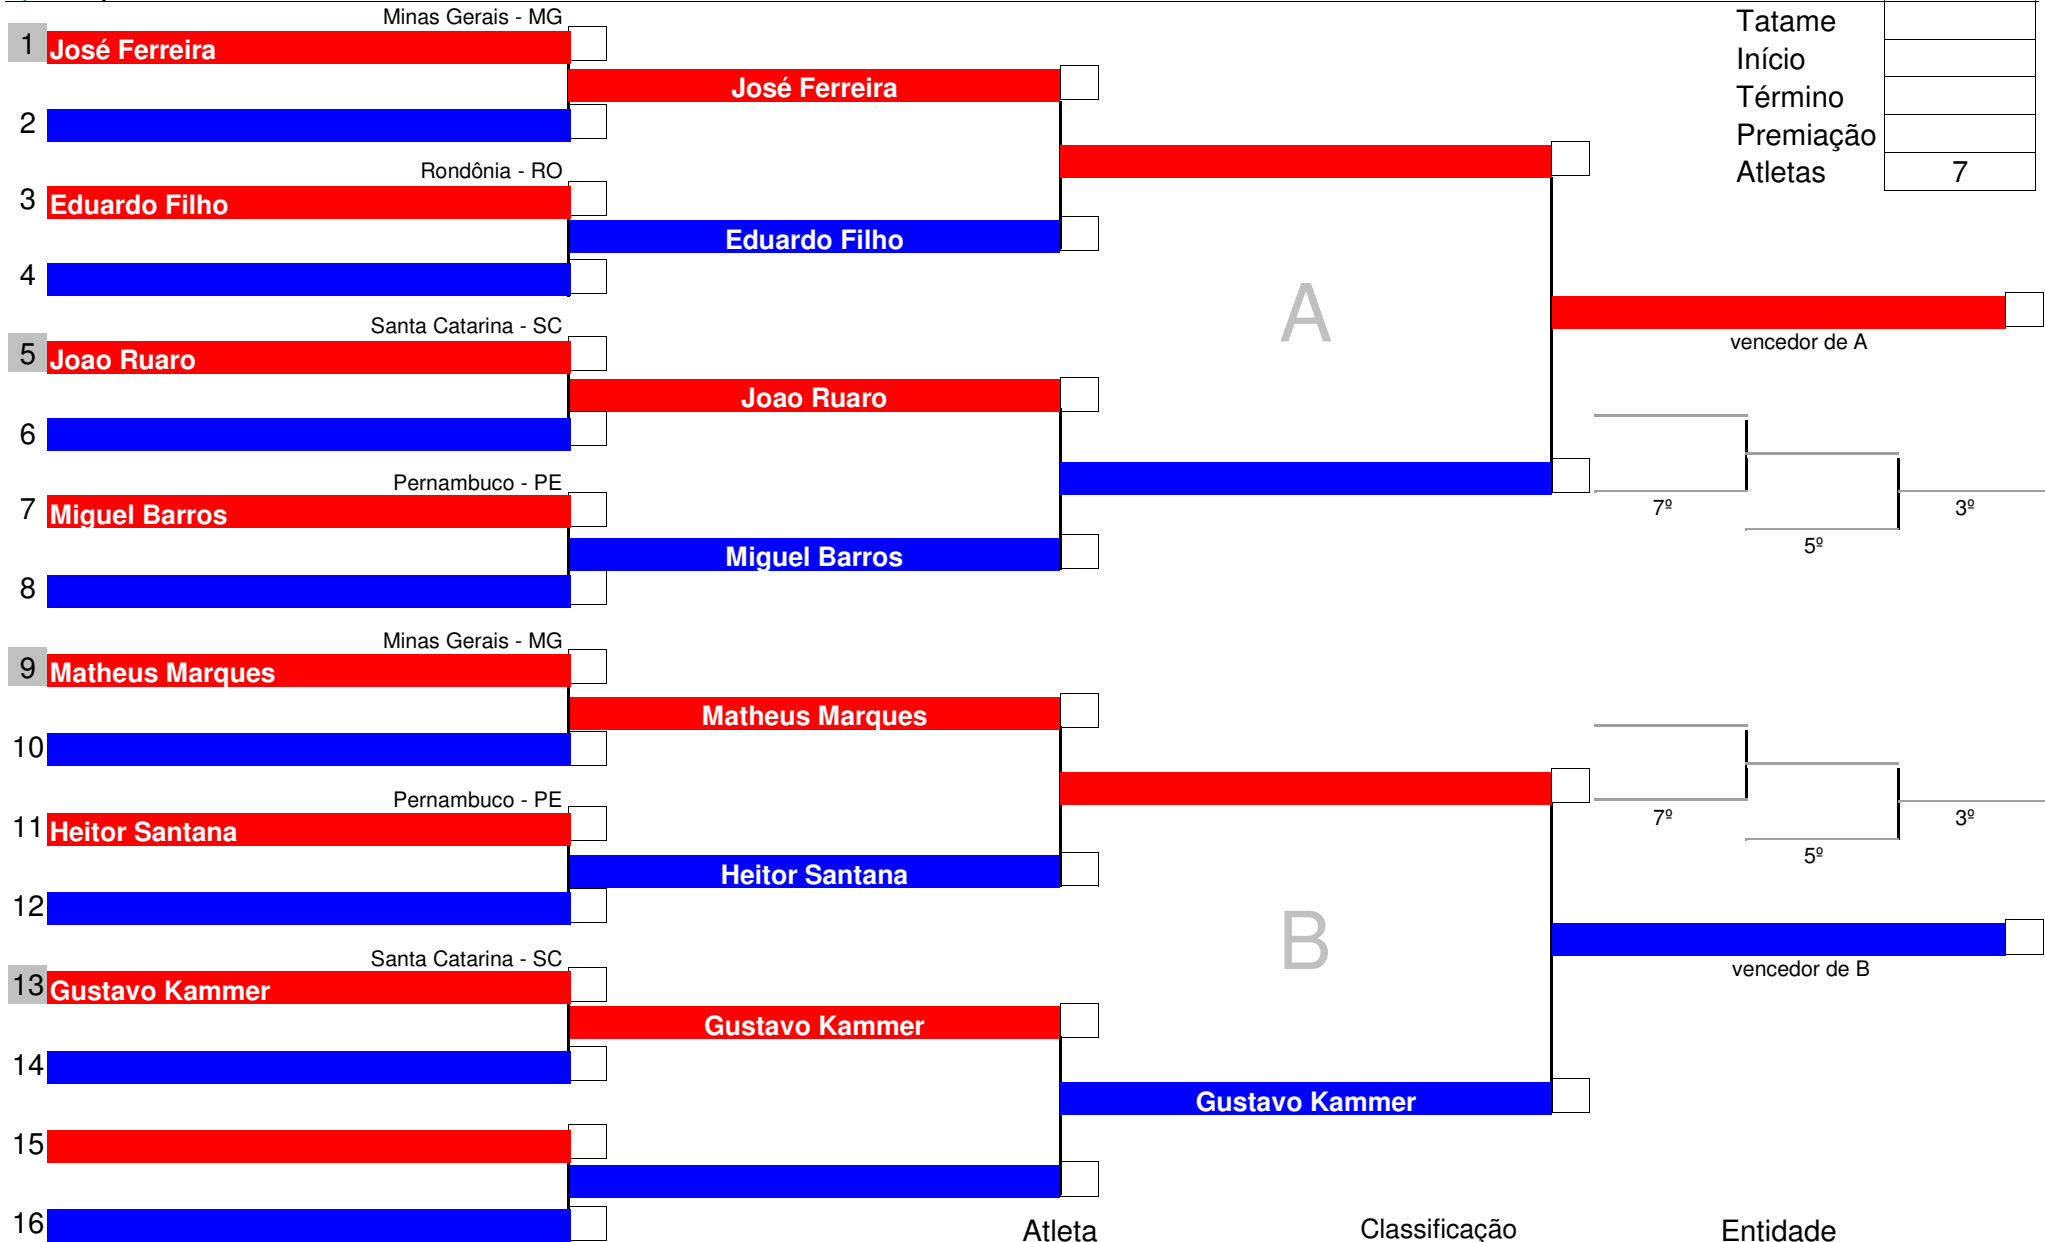 Minas Gerais - MG
1 José Ferreira
José Ferreira
2
Rondônia - RO
3 Eduardo Filho
Eduardo Filho
4
Santa Catarina - SC
5 Joao Ruaro
Joao Ruaro
6
Pernambuco - PE
7 Miguel Barros
Miguel Barros
8
Minas Gerais - MG
9 Matheus Marques
Matheus Marques
10
Pernambuco - PE
11 Heitor Santana
Heitor Santana
12
Santa Catarina - SC
13 Gustavo Kammer
Gustavo Kammer
14
Gustavo Kammer
15
16
A
B
Tatame
Início
Término
Premiação
Atletas 7
vencedor de A
7º
5º
3º
7º
5º
3º
vencedor de B
Atleta Classificação Entidade